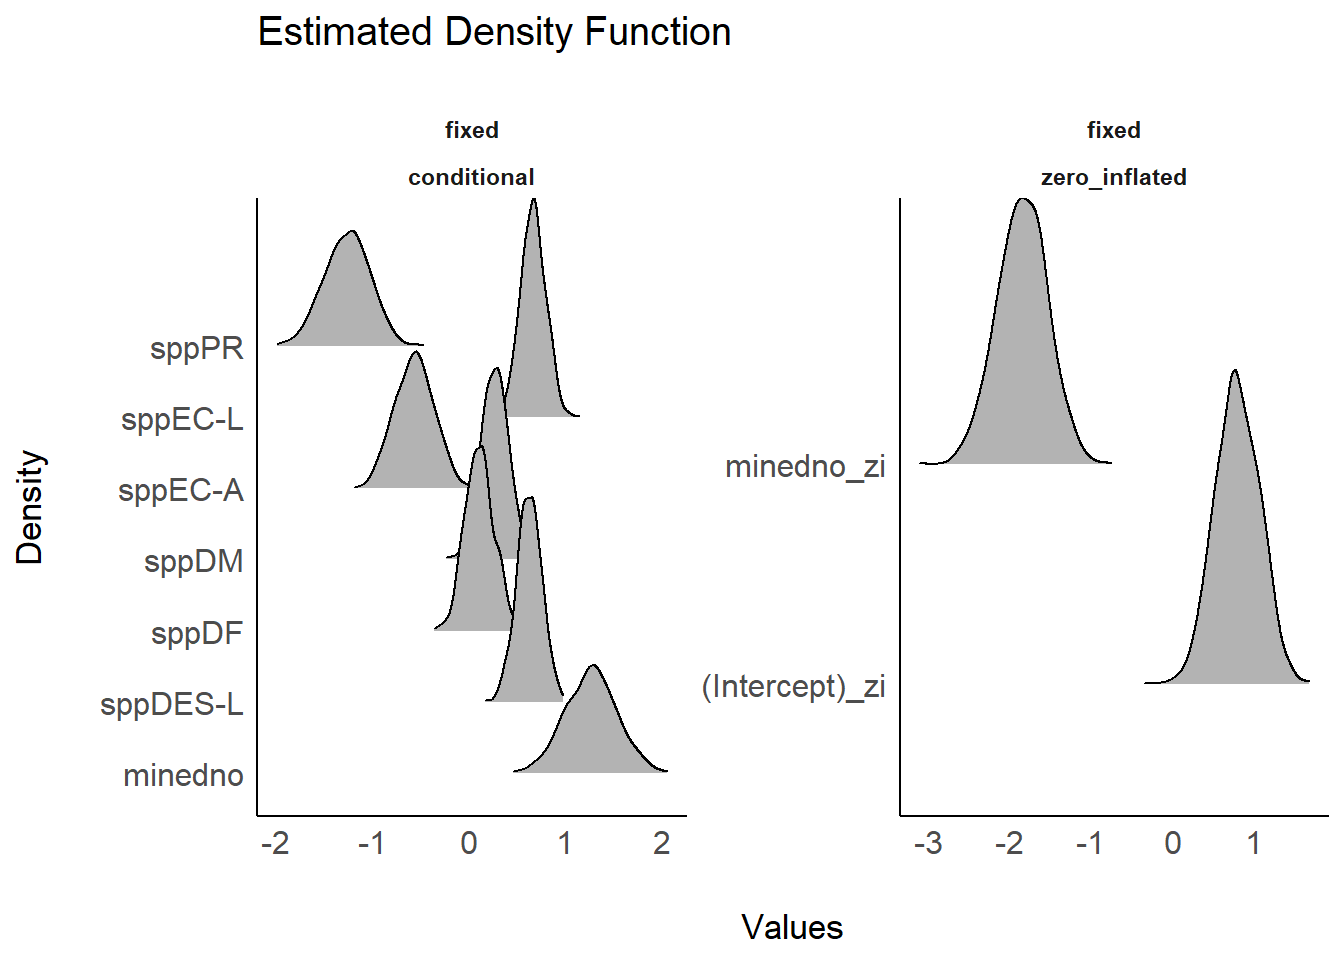 Estimated Density Function
fixed
conditional
fixed
zero_inflated
Density
sppPR
sppEC-L
sppEC-A
sppDM
sppDF
sppDES-L
minedno
minedno_zi
(Intercept)_zi
-2 -1 0 1 2
-3 -2 -1 0 1
Values